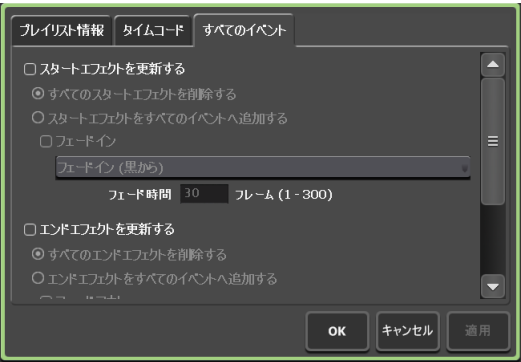 プレイリスト情報 タイムコード すべてのイベント
スタートエフェクトを更新する
すべてのスタートエフェクトを削除する
スタートエフェクトをすべてのイベントへ追加する
フェードイン
フェードイン (黒から)
フェード時間 30 フレーム (1 - 300)
エンドエフェクトを更新する
すべてのエンドエフェクトを削除する
エンドエフェクトをすべてのイベントへ追加する
OK キャンセル 適用